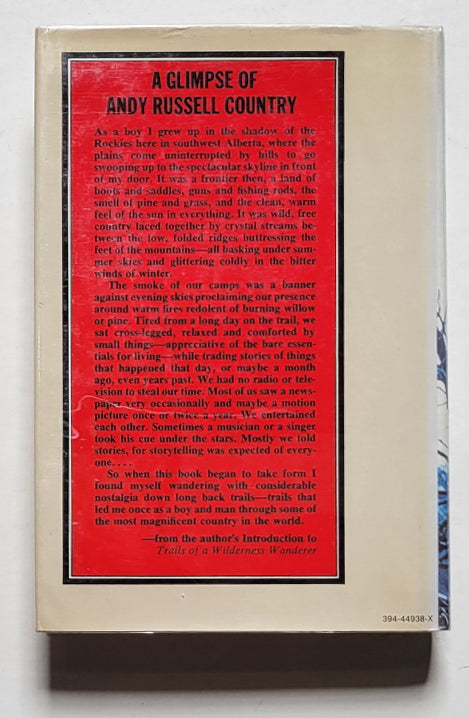 A GLIMPSE OF
ANDY RUSSELL COUNTRY
As a boy I grew up in the shadow of the
Rockies here in southwest Alberta, where the
plains come uninterrupted by hills to go
swooping up to the spectacular skyline in front
of my door. It was a frontier then, a land of
boots and saddles, guns and fishing rods, the
smell of pine and grass, and the clean, warm
feel of the sun in everything. It was wild, free
country laced together by crystal streams be-
tween the low, folded ridges buttressing the
feet of the mountains—all basking under sum-
mer skies and glittering coldly in the bitter
winds of winter.
The smoke of our camps was a banner
against evening skies proclaiming our presence
around warm fires redolent of burning willow
or pine. Tired from a long day on the trail, we
sat cross-legged, relaxed and comforted by
small things—appreciative of the bare essen-
tials for living—while trading stories of things
that happened that day, or maybe a month
ago, even years past. We had no radio or tele-
vision to steal our time. Most of us saw a news-
paper very occasionally and maybe a motion
picture once or twice a year. We entertained
each other. Sometimes a musician or a singer
took his cue under the stars. Mostly we told
stories, for storytelling was expected of every-
one....
So when this book began to take form I
found myself wandering with considerable
nostalgia down long back trails—trails that
led me once as a boy and man through some of
the most magnificent country in the world.
—from the author's Introduction to
Trails of a Wilderness Wanderer
394-44938-X